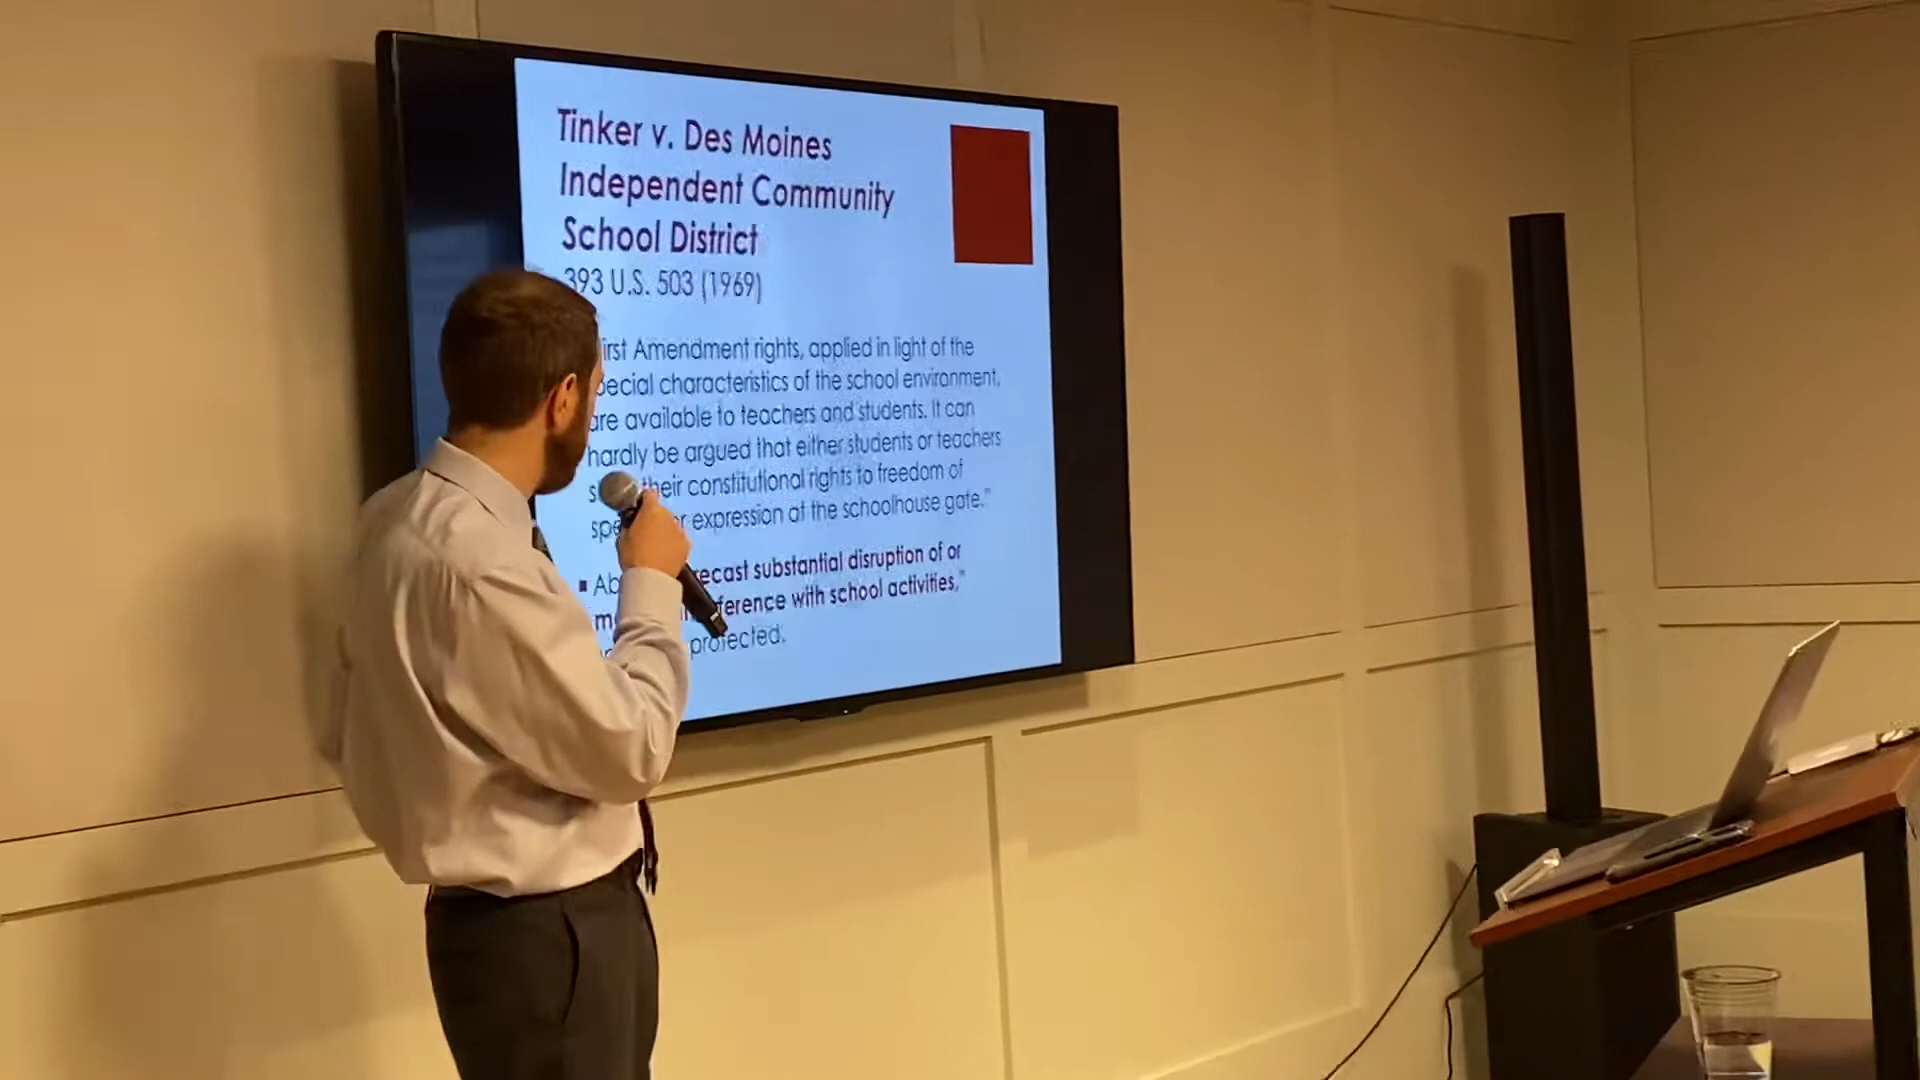 Tinker v. Des Moines
Independent Community
School District
393 U.S. 503 (1969)
irst Amendment rights, applied in light of the
pecial characteristics of the school environment,
are available to teachers and students. It can
hardly be argued that either students or teachers
their constitutional rights to freedom of
expression at the schoolhouse gate."
substantial disruption of or
with school activities,"
protected.